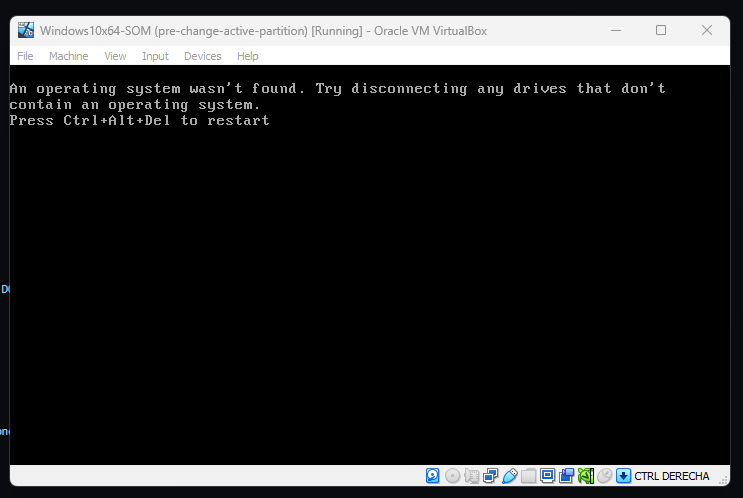 Windows10x64-SOM (pre-change-active-partition) [Running] - Oracle VM VirtualBox
File Machine View Input Devices Help
An operating system wasn't found. Try disconnecting any drives that don't
contain an operating system.
Press Ctrl+Alt+Del to restart
CTRL DERECHA